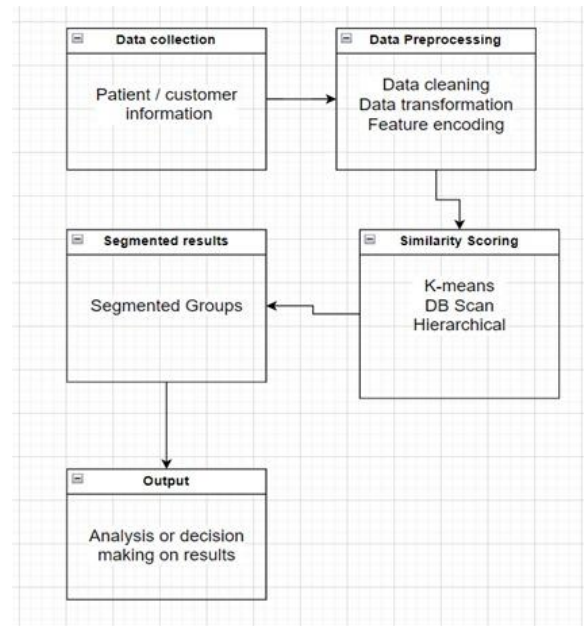 Data collection
Patient / customer
information
Data Preprocessing
Data cleaning
Data transformation
Feature encoding
Similarity Scoring
K-means
DB Scan
Hierarchical
Segmented results
Segmented Groups
Output
Analysis or decision
making on results